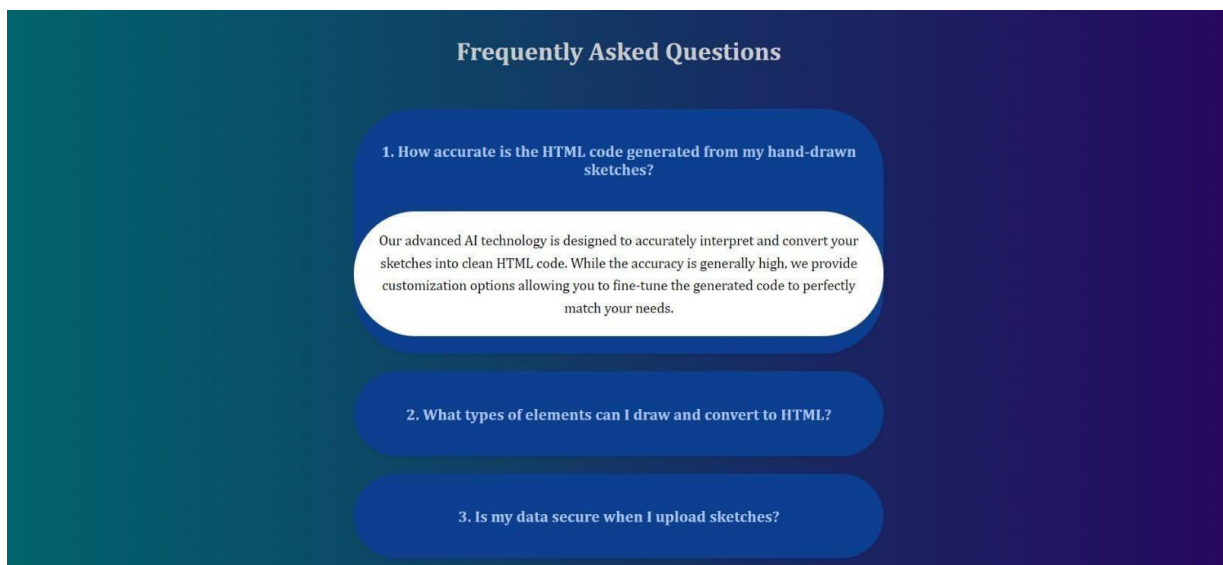 Frequently Asked Questions
1. How accurate is the HTML code generated from my hand-drawn
sketches?
Our advanced AI technology is designed to accurately interpret and convert your
sketches into clean HTML code. While the accuracy is generally high, we provide
customization options allowing you to fine-tune the generated code to perfectly
match your needs.
2. What types of elements can I draw and convert to HTML?
3. Is my data secure when I upload sketches?